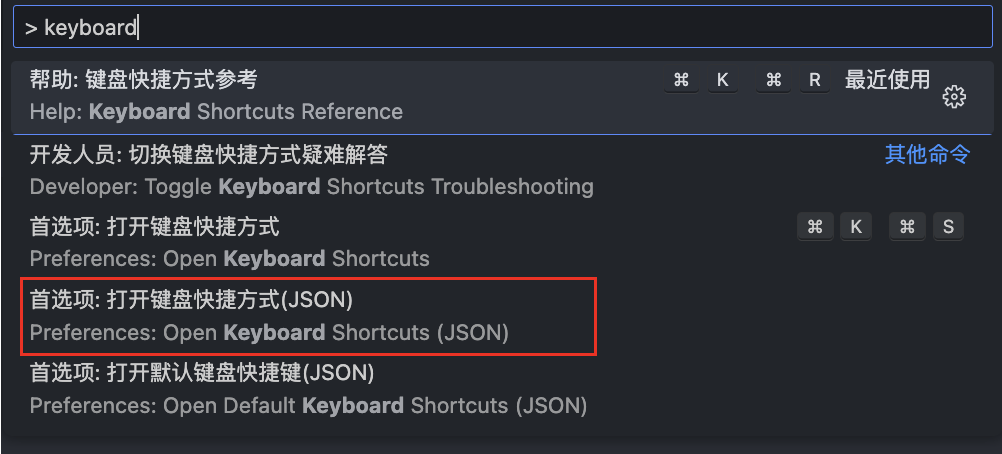 > keyboard
帮助: 键盘快捷方式参考 ⌘ K ⌘ R 最近使用
Help: Keyboard Shortcuts Reference
开发人员: 切换键盘快捷方式疑难解答 其他命令
Developer: Toggle Keyboard Shortcuts Troubleshooting
首选项: 打开键盘快捷方式 ⌘ K ⌘ S
Preferences: Open Keyboard Shortcuts
首选项: 打开键盘快捷方式(JSON)
Preferences: Open Keyboard Shortcuts (JSON)
首选项: 打开默认键盘快捷键(JSON)
Preferences: Open Default Keyboard Shortcuts (JSON)